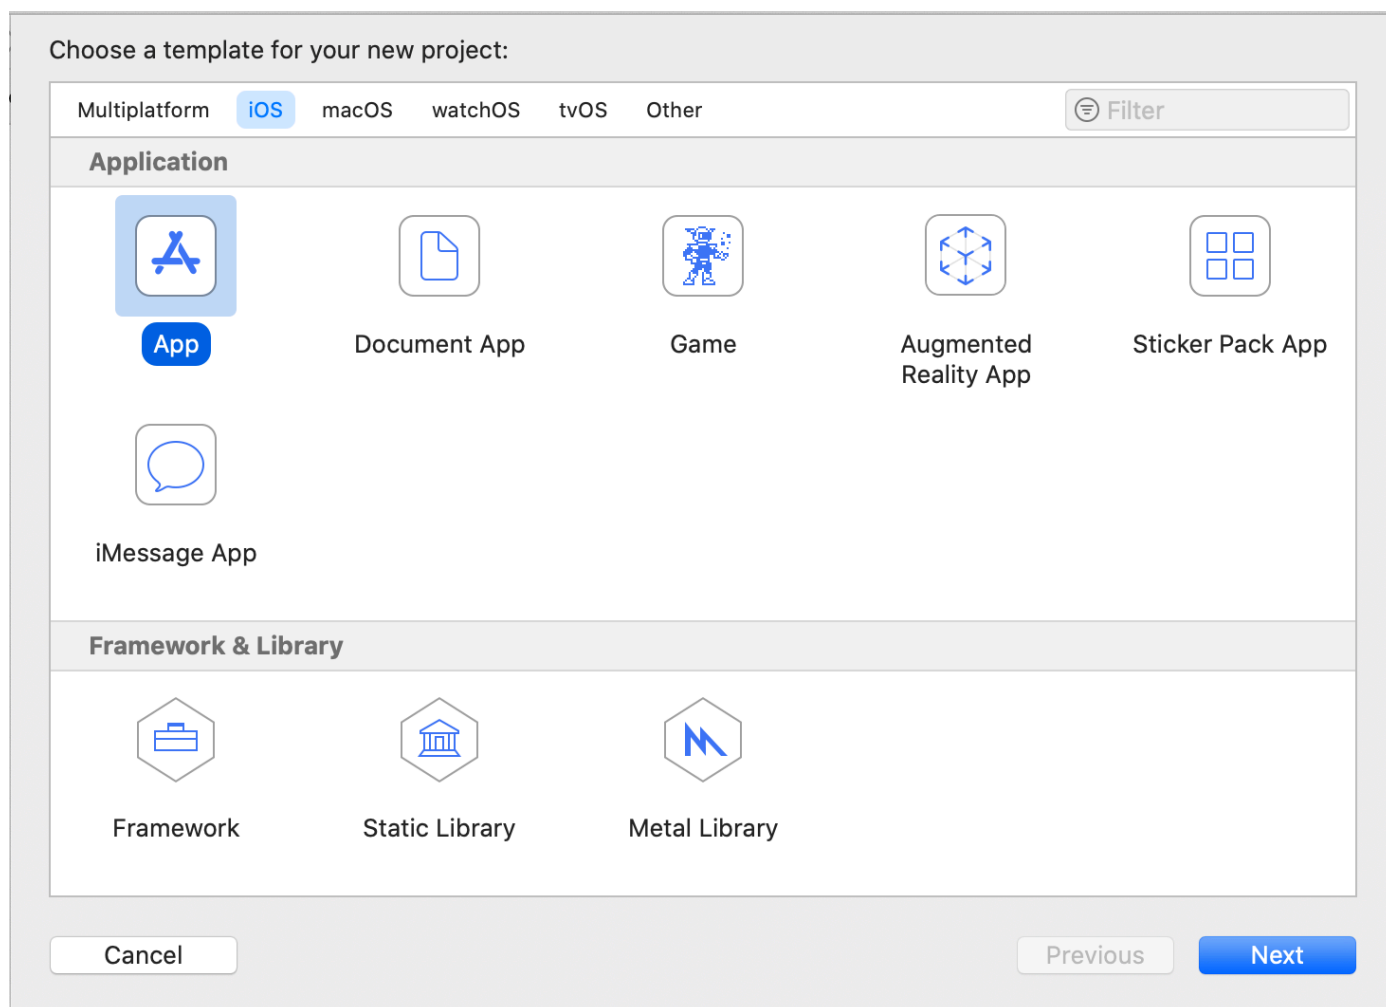 Choose a template for your new project:
Multiplatform iOS macOS watchOS tvOS Other Filter
Application
App Document App Game Augmented Reality App Sticker Pack App
iMessage App
Framework & Library
Framework Static Library Metal Library
Cancel Previous Next